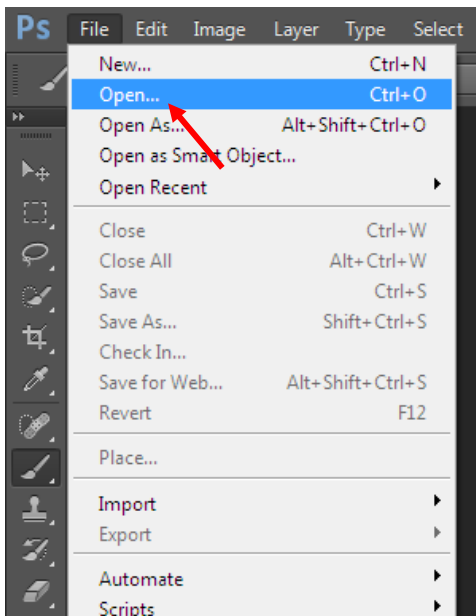 Ps File Edit Image Layer Type Select
New... Ctrl+N
Open... Ctrl+O
Open As... Alt+Shift+Ctrl+O
Open as Smart Object...
Open Recent
Close Ctrl+W
Close All Alt+Ctrl+W
Save Ctrl+S
Save As... Shift+Ctrl+S
Check In...
Save for Web... Alt+Shift+Ctrl+S
Revert F12
Place...
Import
Export
Automate
Scripts